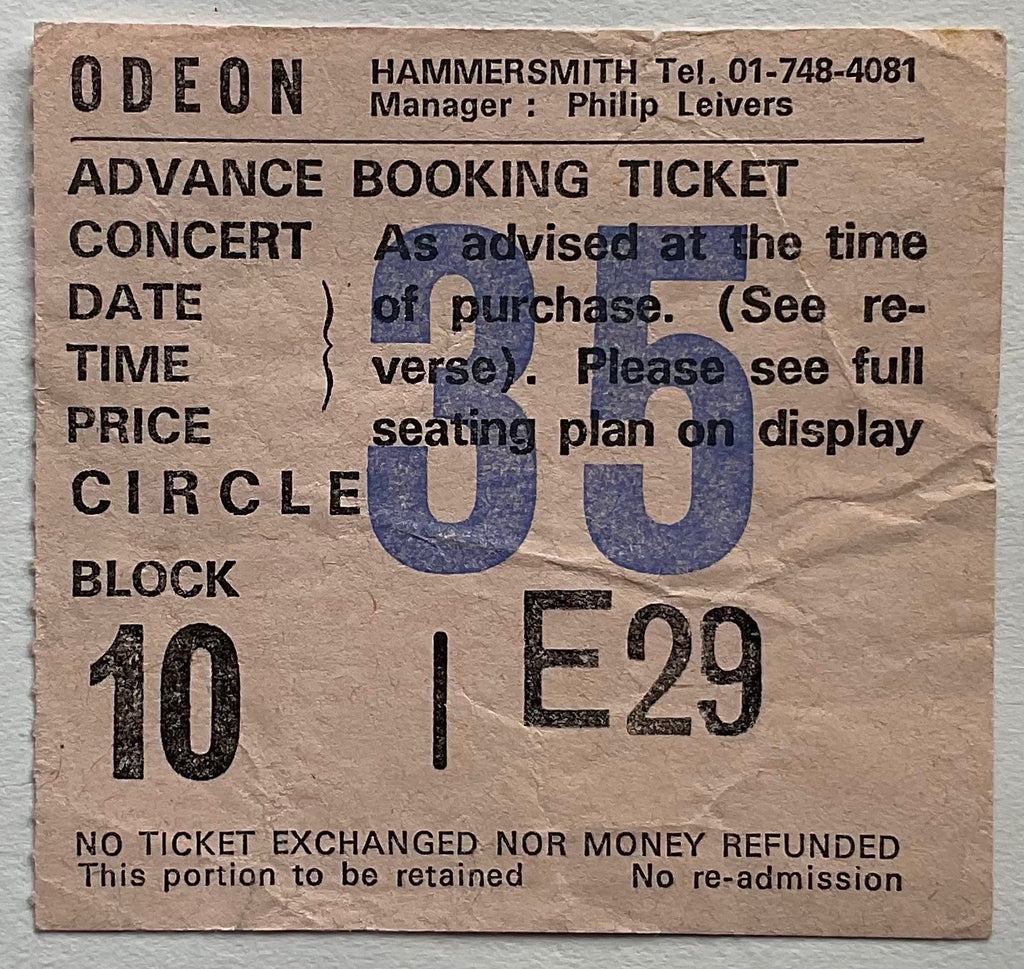 ODEON HAMMERSMITH Tel. 01-748-4081
Manager : Philip Leivers
ADVANCE BOOKING TICKET
CONCERT As advised at the time
DATE of purchase. (See re-
TIME verse). Please see full
PRICE seating plan on display
35
CIRCLE
BLOCK
10 | E29
NO TICKET EXCHANGED NOR MONEY REFUNDED
This portion to be retained No re-admission